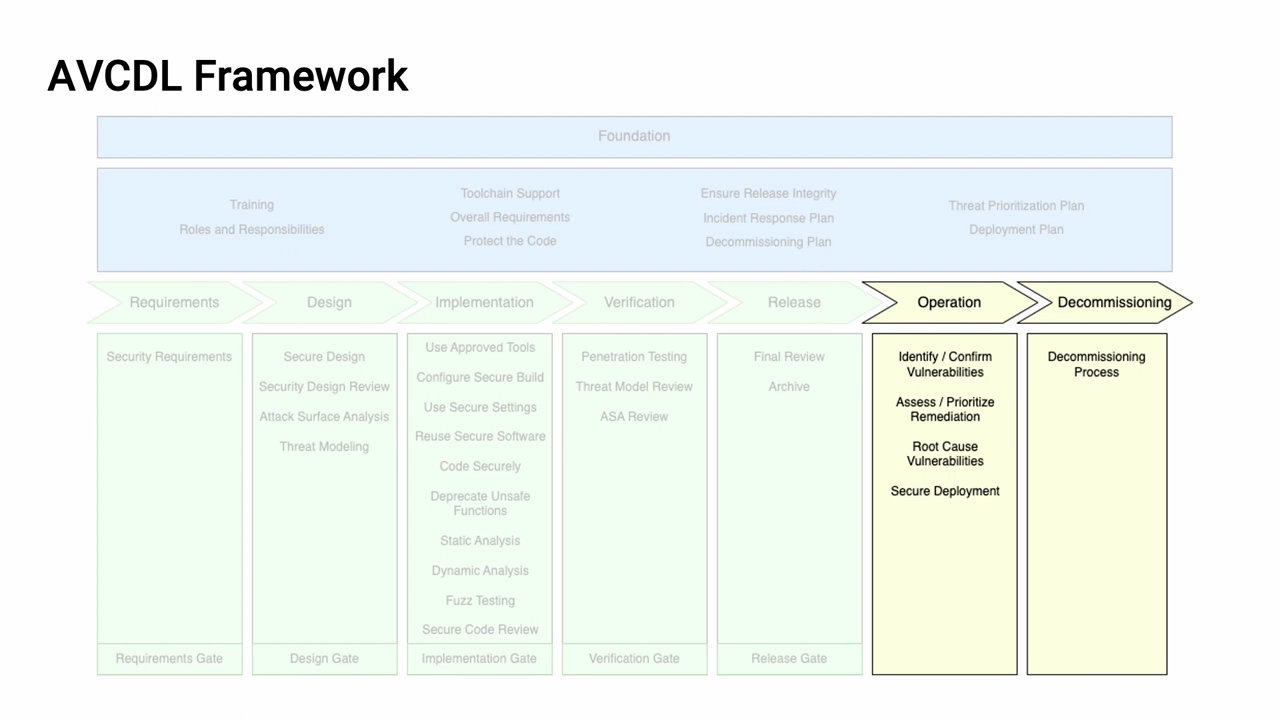 AVCDL Framework
Foundation
Training
Roles and Responsibilities
Toolchain Support
Overall Requirements
Protect the Code
Ensure Release Integrity
Incident Response Plan
Decommissioning Plan
Threat Prioritization Plan
Deployment Plan
Requirements
Design
Implementation
Verification
Release
Operation
Decommissioning
Security Requirements
Requirements Gate
Secure Design
Security Design Review
Attack Surface Analysis
Threat Modeling
Design Gate
Use Approved Tools
Configure Secure Build
Use Secure Settings
Reuse Secure Software
Code Securely
Deprecate Unsafe
Functions
Static Analysis
Dynamic Analysis
Fuzz Testing
Secure Code Review
Implementation Gate
Penetration Testing
Threat Model Review
ASA Review
Verification Gate
Final Review
Archive
Release Gate
Identify / Confirm
Vulnerabilities
Assess / Prioritize
Remediation
Root Cause
Vulnerabilities
Secure Deployment
Decommissioning
Process